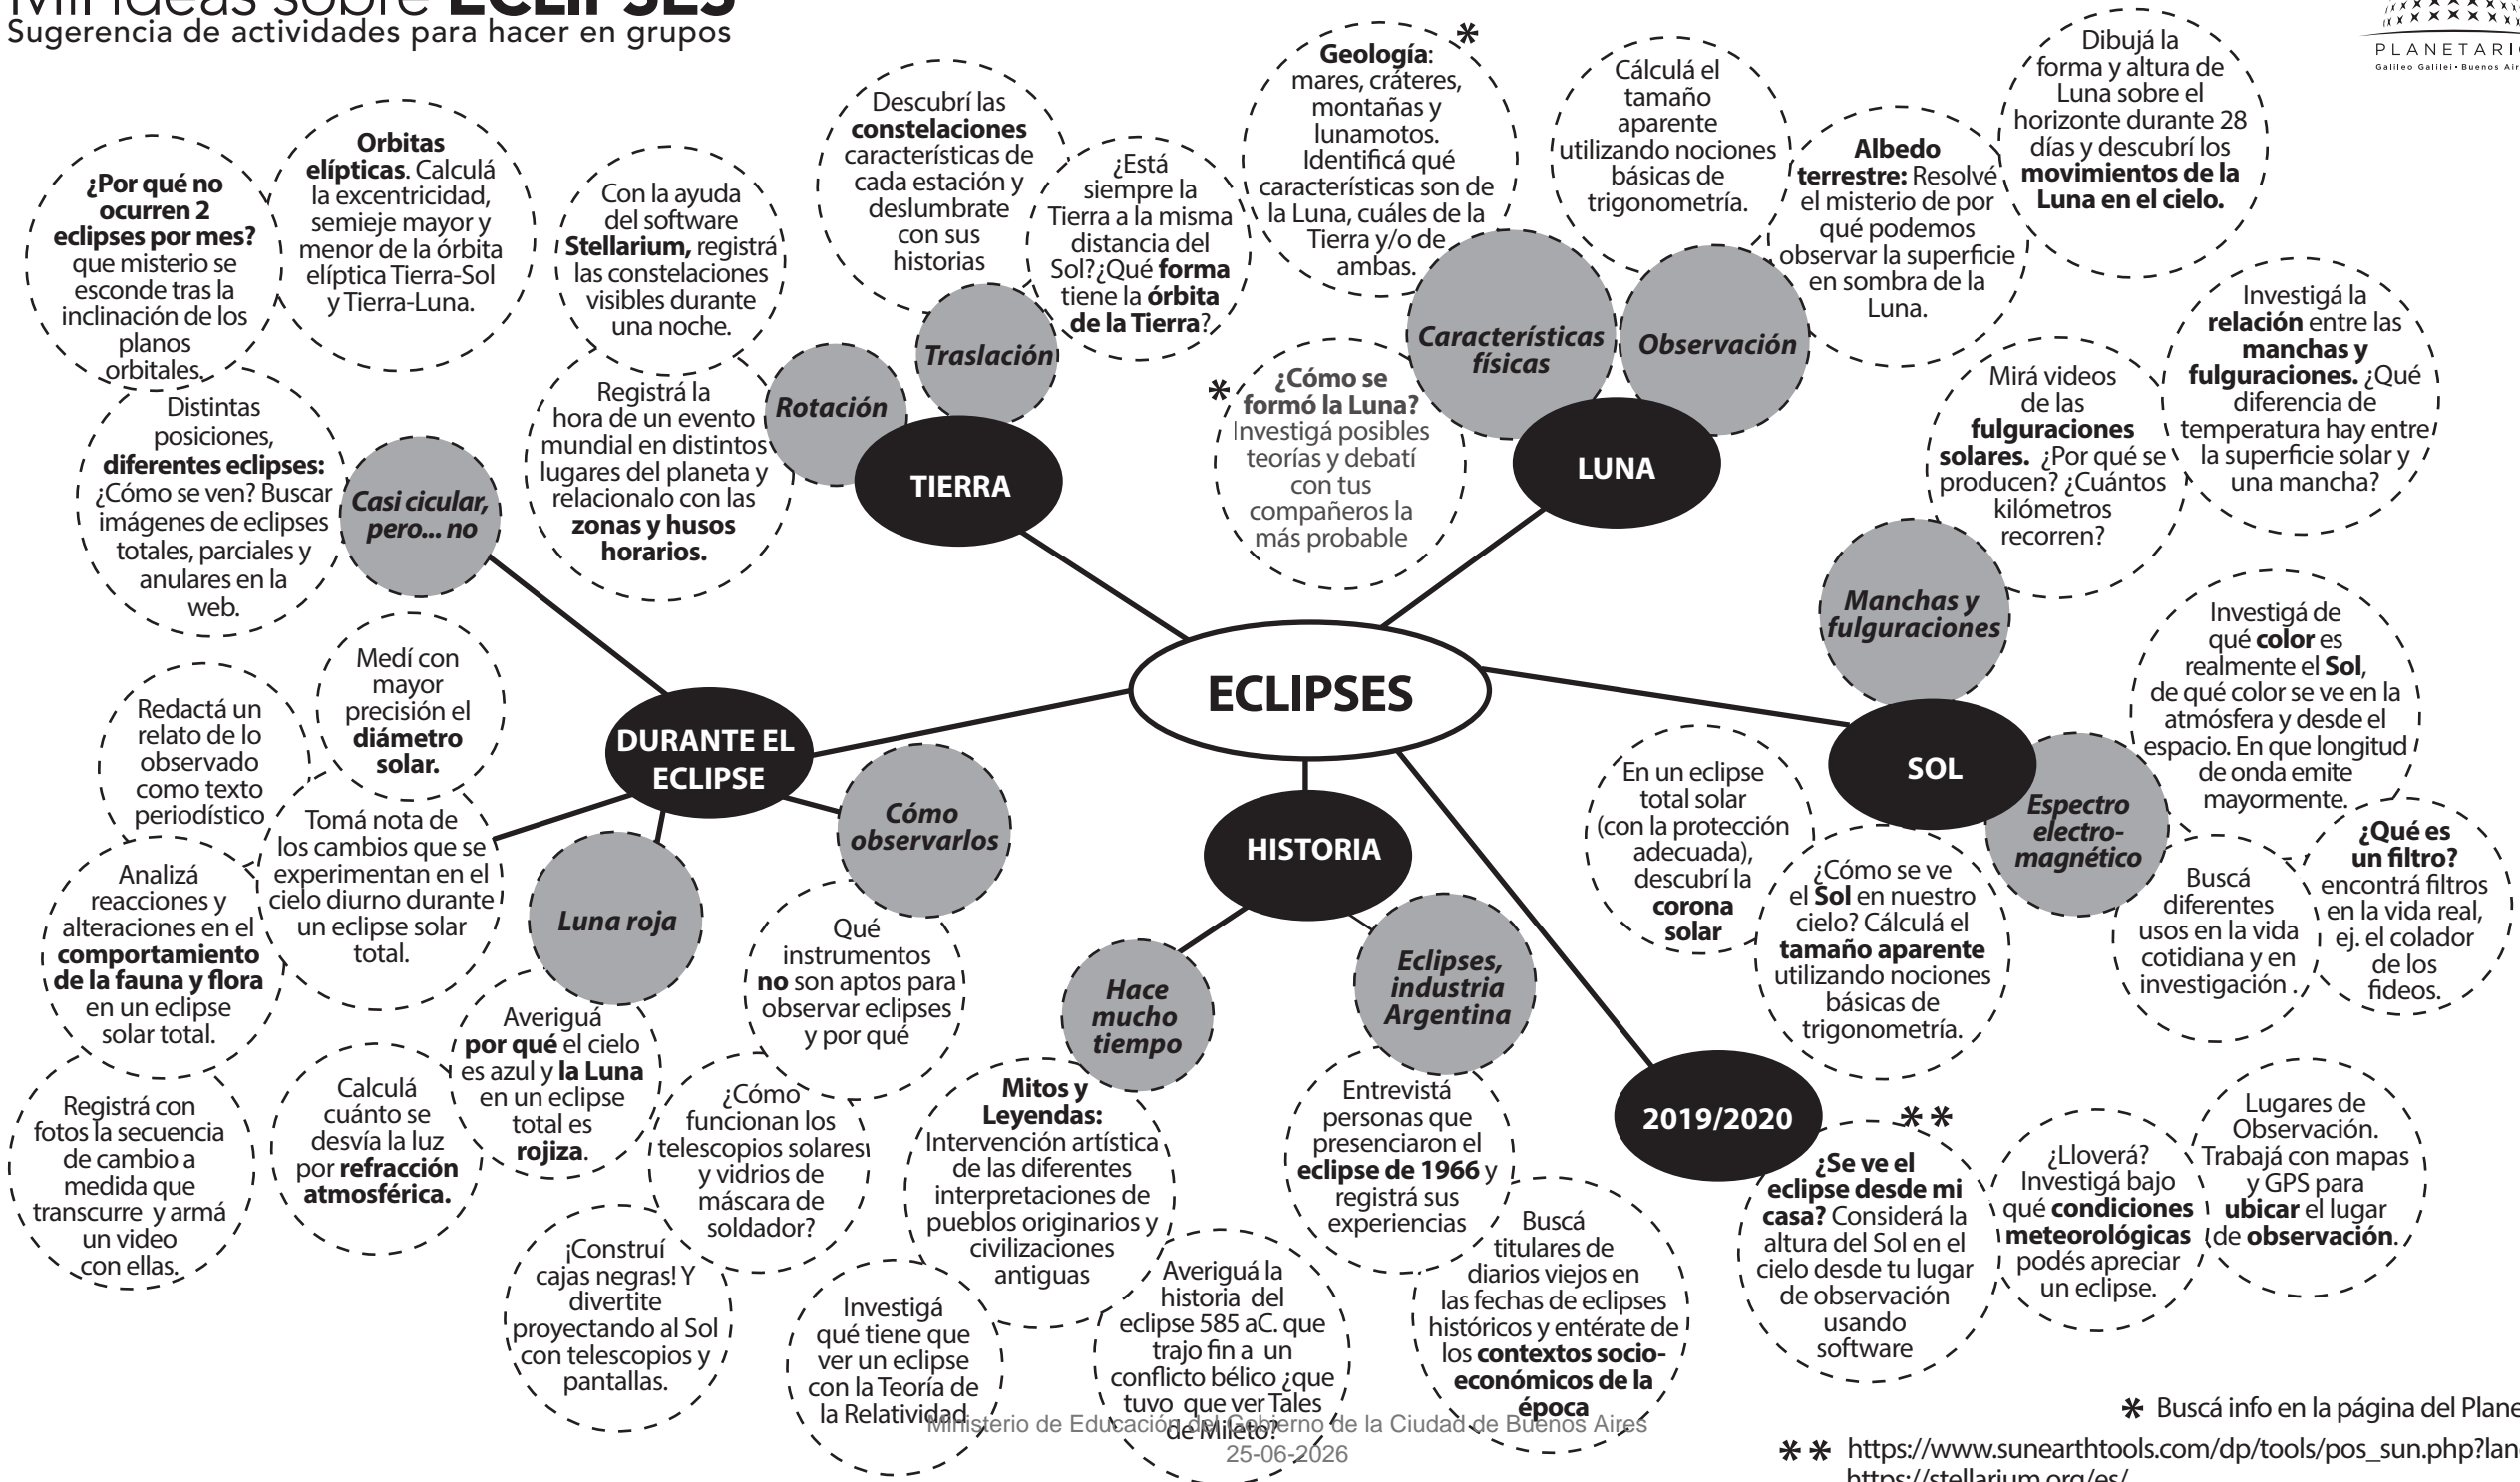 Mil ideas sobre ECLIPSES
Sugerencia de actividades para hacer en grupos
PLANETARIO
Galileo Galilei • Buenos Air
¿Por qué no
ocurren 2
eclipses por mes?
que misterio se
esconde tras la
inclinación de los
planos
orbitales.
Orbitas
elípticas. Calculá
la excentricidad,
semieje mayor y
menor de la órbita
elíptica Tierra-Sol
y Tierra-Luna.
Distintas
posiciones,
diferentes eclipses:
¿Cómo se ven? Buscar
imágenes de eclipses
totales, parciales y
anulares en la
web.
Casi cicular,
pero... no
Con la ayuda
del software
Stellarium, registrá
las constelaciones
visibles durante
una noche.
Registrá la
hora de un evento
mundial en distintos
lugares del planeta y
relacionalo con las
zonas y husos
horarios.
Rotación
Descubrí las
constelaciones
características de
cada estación y
deslumbrate
con sus
historias
¿Está
siempre la
Tierra a la misma
distancia del
Sol?¿Qué forma
tiene la órbita
de la Tierra?
Traslación
TIERRA
*
Geología:
mares, cráteres,
montañas y
lunamotos.
Identificá qué
características son de
la Luna, cuáles de la
Tierra y/o de
ambas.
*
¿Cómo se
formó la Luna?
Investigá posibles
teorías y debatí
con tus
compañeros la
más probable
Características
físicas
Cálculá el
tamaño
aparente
utilizando nociones
básicas de
trigonometría.
Albedo
terrestre: Resolvé
el misterio de por
qué podemos
observar la superficie
en sombra de la
Luna.
Dibujá la
forma y altura de
Luna sobre el
horizonte durante 28
días y descubrí los
movimientos de la
Luna en el cielo.
Observación
LUNA
Mirá videos
de las
fulguraciones
solares. ¿Por qué se
producen? ¿Cuántos
kilómetros
recorren?
Investigá la
relación entre las
manchas y
fulguraciones. ¿Qué
diferencia de
temperatura hay entre
la superficie solar y
una mancha?
Manchas y
fulguraciones
ECLIPSES
SOL
Investigá de
qué color es
realmente el Sol,
de qué color se ve en la
atmósfera y desde el
espacio. En que longitud
de onda emite
mayormente.
Espectro
electro-
magnético
¿Qué es
un filtro?
encontrá filtros
en la vida real,
ej. el colador
de los
fideos.
Buscá
diferentes
usos en la vida
cotidiana y en
investigación .
En un eclipse
total solar
(con la protección
adecuada),
descubrí la
corona
solar
¿Cómo se ve
el Sol en nuestro
cielo? Cálculá el
tamaño aparente
utilizando nociones
básicas de
trigonometría.
DURANTE EL
ECLIPSE
Medí con
mayor
precisión el
diámetro
solar.
Redactá un
relato de lo
observado
como texto
periodístico
Tomá nota de
los cambios que se
experimentan en el
cielo diurno durante
un eclipse solar
total.
Analizá
reacciones y
alteraciones en el
comportamiento
de la fauna y flora
en un eclipse
solar total.
Registrá con
fotos la secuencia
de cambio a
medida que
transcurre y armá
un video
con ellas.
Luna roja
Averiguá
por qué el cielo
es azul y la Luna
en un eclipse
total es
rojiza.
Calculá
cuánto se
desvía la luz
por refracción
atmosférica.
Cómo
observarlos
Qué
instrumentos
no son aptos para
observar eclipses
y por qué
¿Cómo
funcionan los
telescopios solares
y vidrios de
máscara de
soldador?
¡Construí
cajas negras! Y
divertite
proyectando al Sol
con telescopios y
pantallas.
HISTORIA
Hace
mucho
tiempo
Mitos y
Leyendas:
Intervención artística
de las diferentes
interpretaciones de
pueblos originarios y
civilizaciones
antiguas
Investigá
qué tiene que
ver un eclipse
con la Teoría de
la Relatividad
Averiguá la
historia del
eclipse 585 aC. que
trajo fin a un
conflicto bélico ¿que
tuvo que ver Tales
de Mileto?
Eclipses,
industria
Argentina
Entrevistá
personas que
presenciaron el
eclipse de 1966 y
registrá sus
experiencias
Buscá
titulares de
diarios viejos en
las fechas de eclipses
históricos y entérate de
los contextos socio-
económicos de la
época
2019/2020
**
¿Se ve el
eclipse desde mi
casa? Considerá la
altura del Sol en el
cielo desde tu lugar
de observación
usando
software
¿Lloverá?
Investigá bajo
qué condiciones
meteorológicas
podés apreciar
un eclipse.
Lugares de
Observación.
Trabajá con mapas
y GPS para
ubicar el lugar
de observación.
* Buscá info en la página del Plane
** https://www.sunearthtools.com/dp/tools/pos_sun.php?lan
https://stellarium.org/es/
Ministerio de Educación del Gobierno de la Ciudad de Buenos Aires
25-06-2026